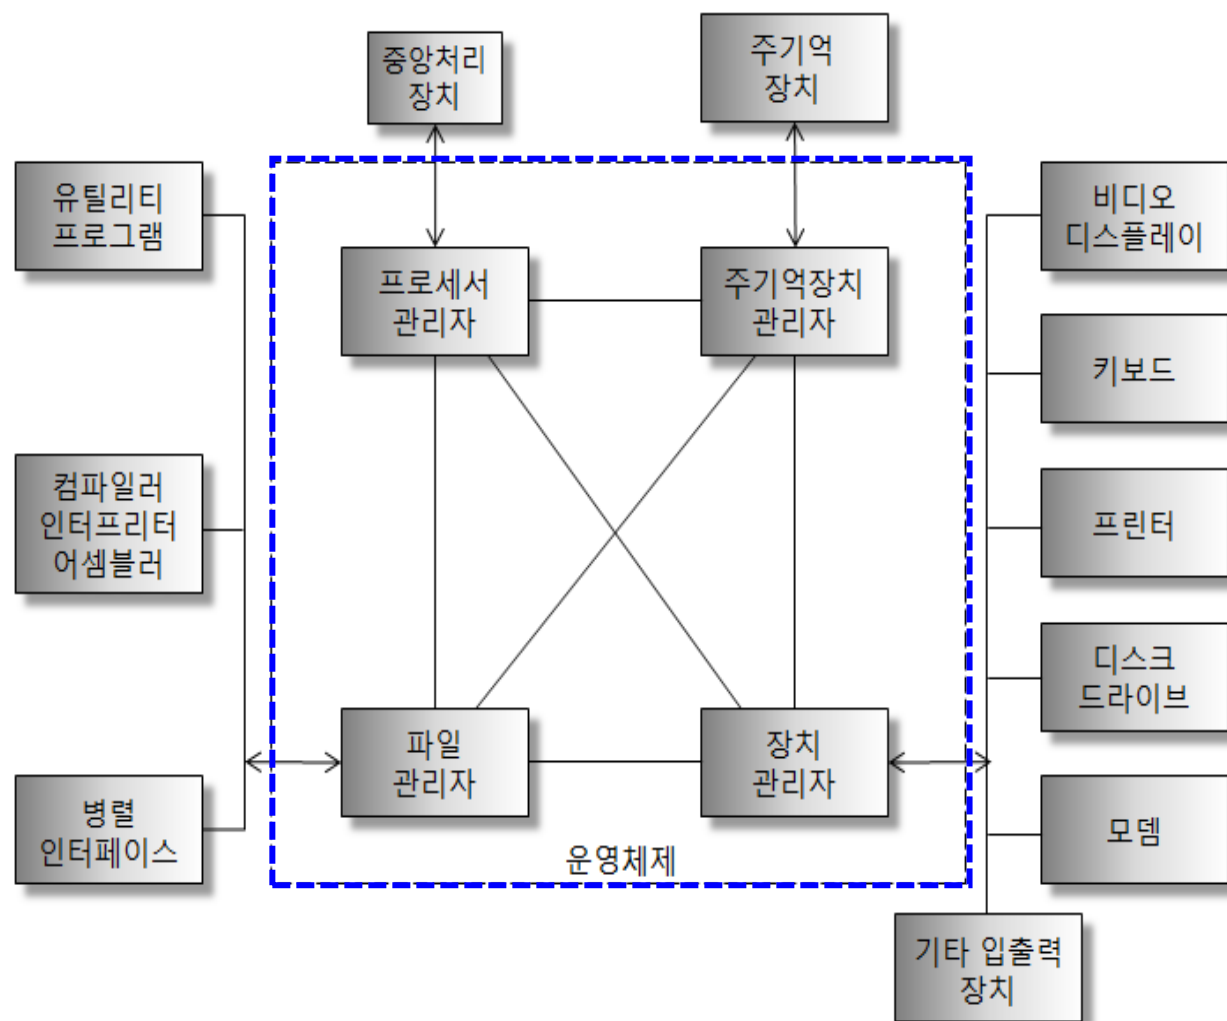 중앙처리
장치
주기억
장치
유틸리티
프로그램
비디오
디스플레이
프로세서
관리자
주기억장치
관리자
키보드
컴파일러
인터프리터
어셈블러
프린터
디스크
드라이브
파일
관리자
장치
관리자
병렬
인터페이스
모뎀
운영체제
기타 입출력
장치